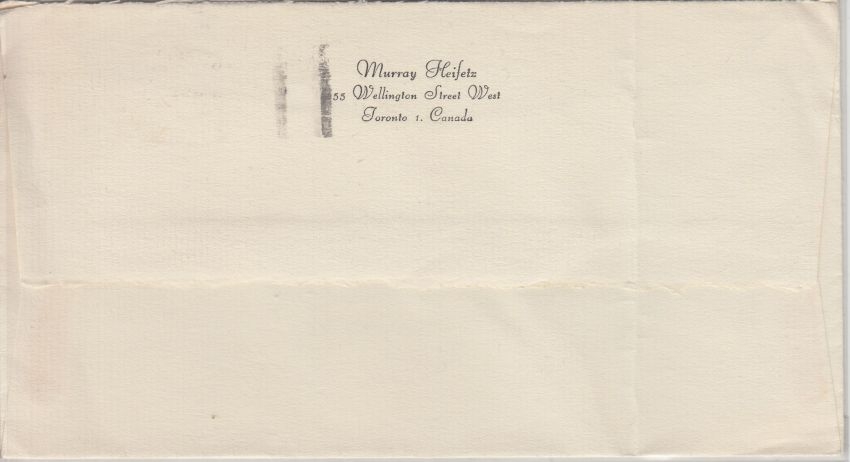 Murray Heifetz
55 Wellington Street West
Toronto 1. Canada